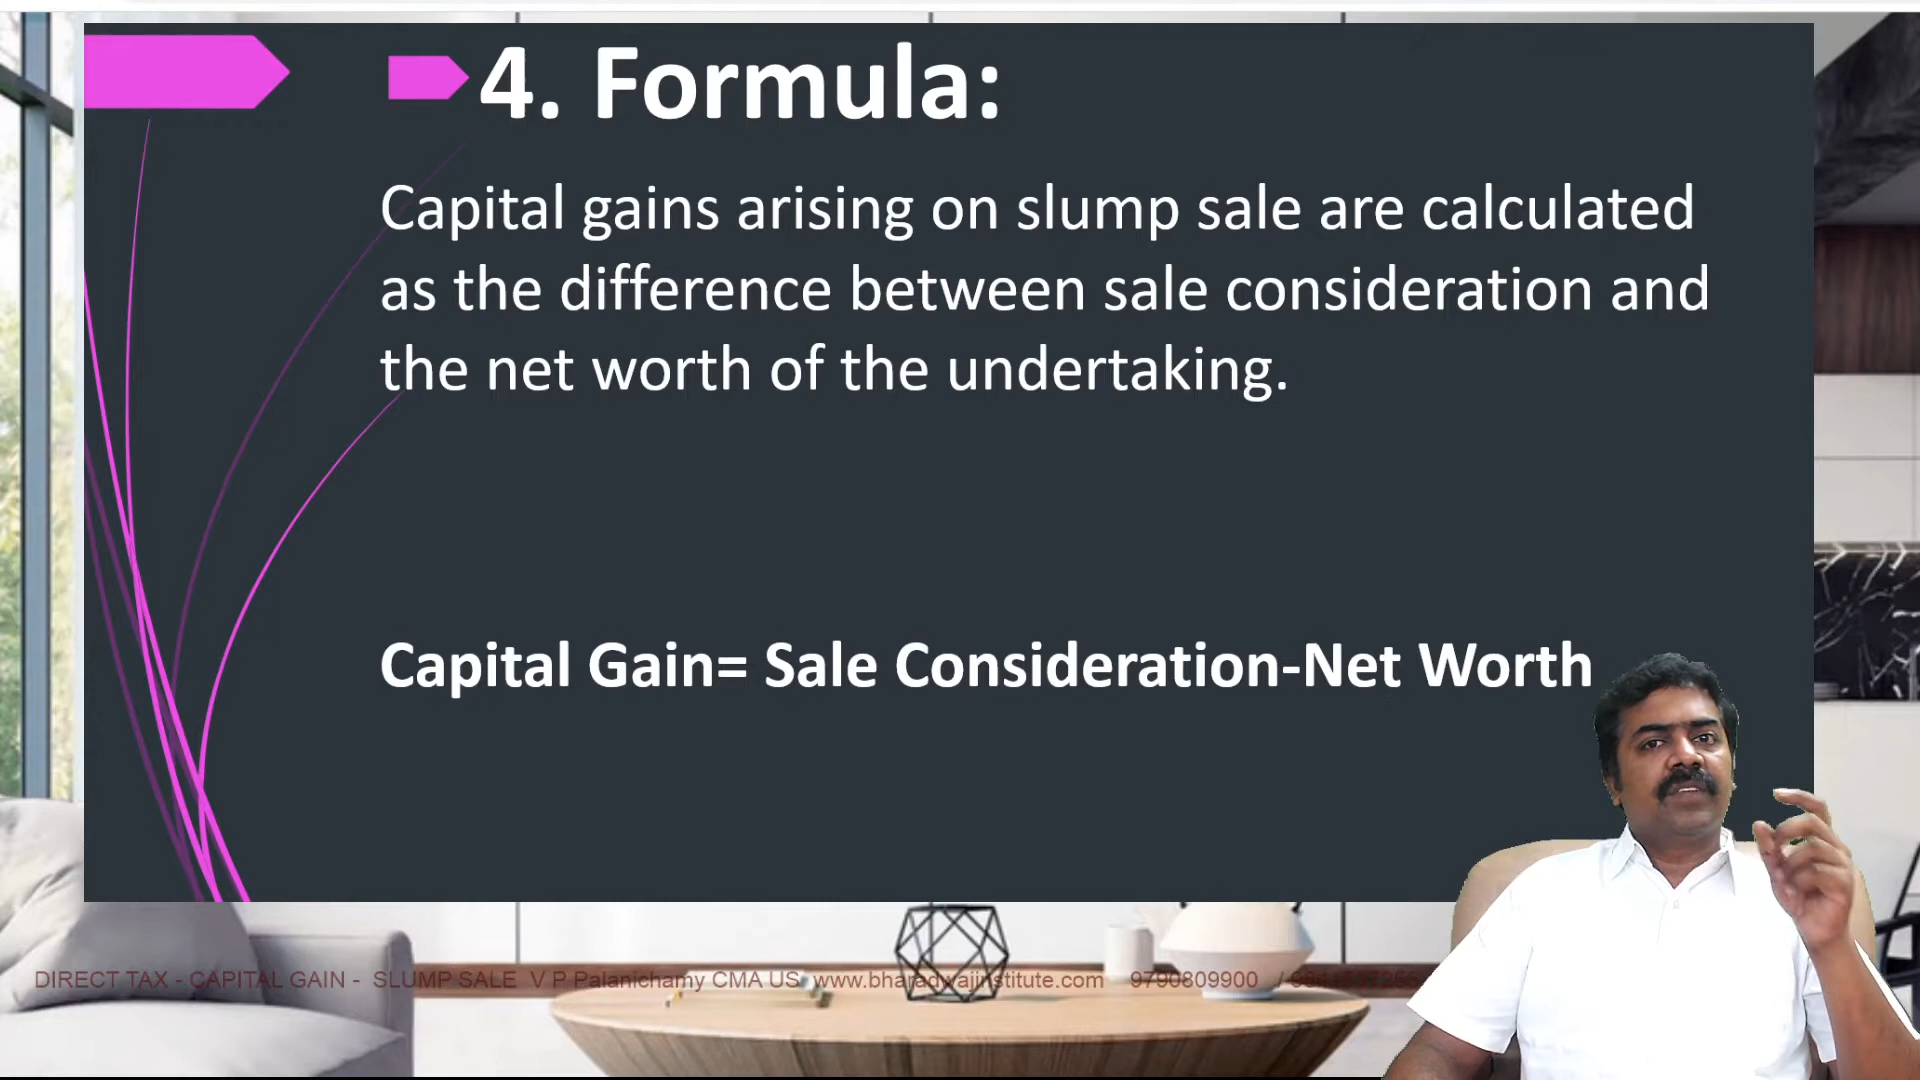 4. Formula:
Capital gains arising on slump sale are calculated
as the difference between sale consideration and
the net worth of the undertaking.
Capital Gain= Sale Consideration-Net Worth
DIRECT TAX - CAPITAL GAIN - SLUMP SALE V P Palanichamy CMA US www.bharadwajinstitute.com 9790809900 /